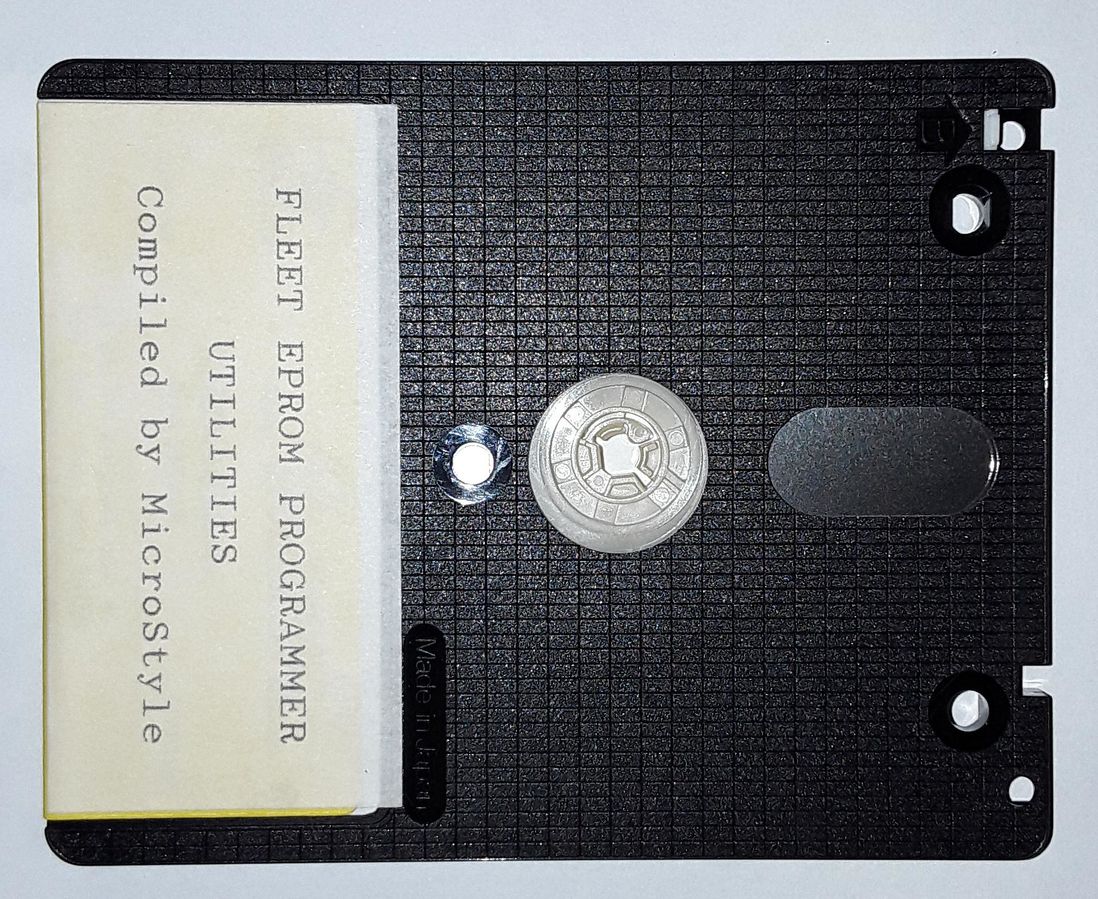 FLEET EPROM PROGRAMMER
UTILITIES
Compiled by MicroStyle
Made in Japan
B